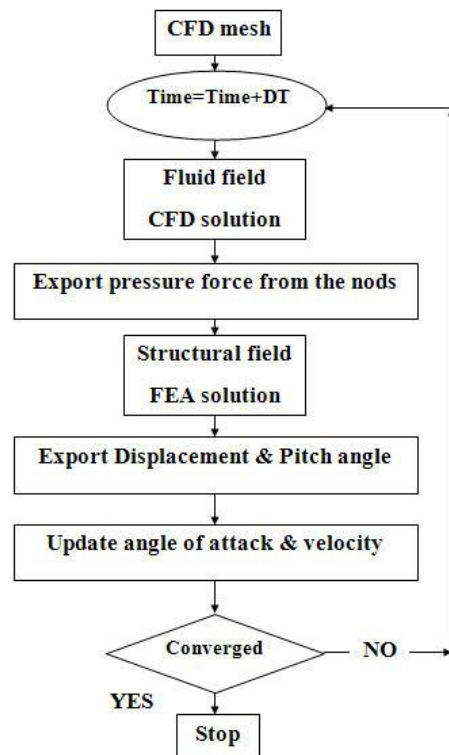 CFD mesh
Time=Time+DT
Fluid field
CFD solution
Export pressure force from the nods
Structural field
FEA solution
Export Displacement & Pitch angle
Update angle of attack & velocity
Converged
NO
YES
Stop